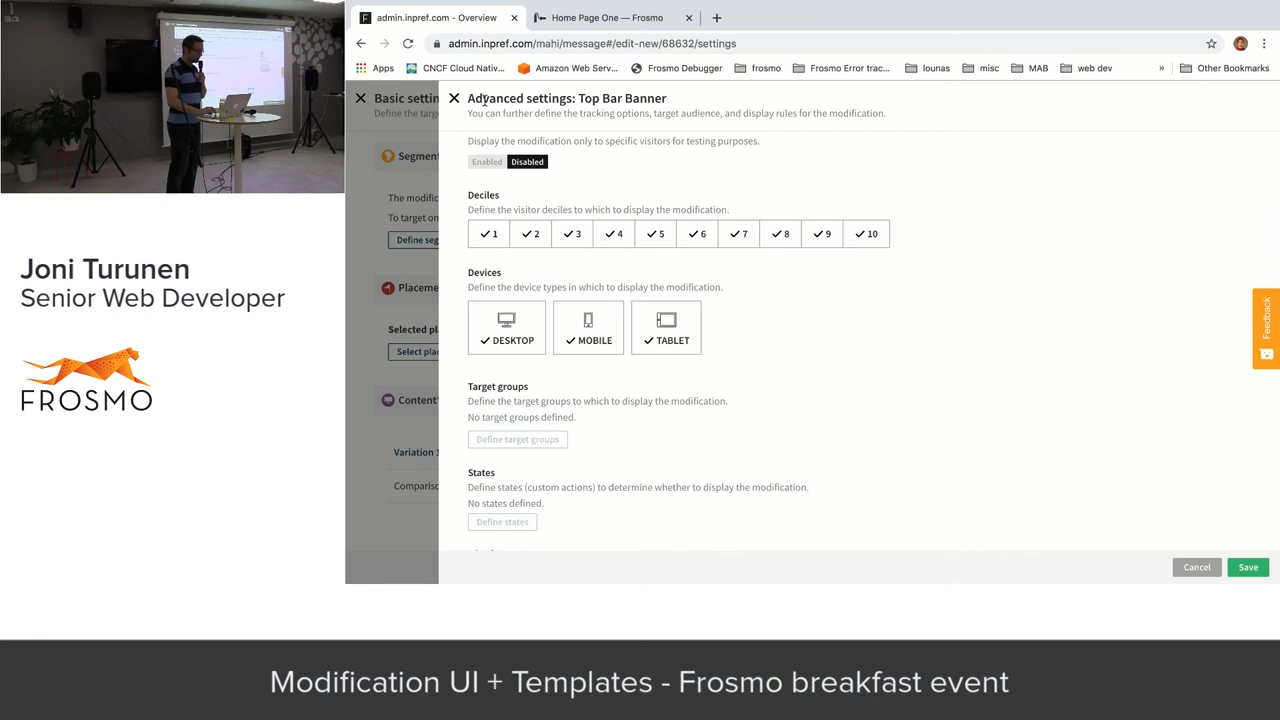 admin.inpref.com - Overview
Home Page One — Frosmo
admin.inpref.com/mahi/message#/edit-new/68632/settings
Apps
CNCF Cloud Nativ...
Amazon Web Serv...
Frosmo Debugger
frosmo
Frosmo Error trac...
lounas
misc
MAB
web dev
»
Other Bookmarks
Basic settin
Define the targ
Advanced settings: Top Bar Banner
You can further define the tracking options, target audience, and display rules for the modification.
Display the modification only to specific visitors for testing purposes.
Segment
Enabled Disabled
The modific
Deciles
To target on
Define the visitor deciles to which to display the modification.
Define seg
1 2 3 4 5 6 7 8 9 10
Joni Turunen
Senior Web Developer
Devices
Placeme
Define the device types in which to display the modification.
Selected pl
Select plac
DESKTOP MOBILE TABLET
FROSMO
Content
Target groups
Define the target groups to which to display the modification.
No target groups defined.
Define target groups
Variation 1
Comparis
States
Define states (custom actions) to determine whether to display the modification.
No states defined.
Define states
Cancel
Save
Feedback
Modification UI + Templates - Frosmo breakfast event